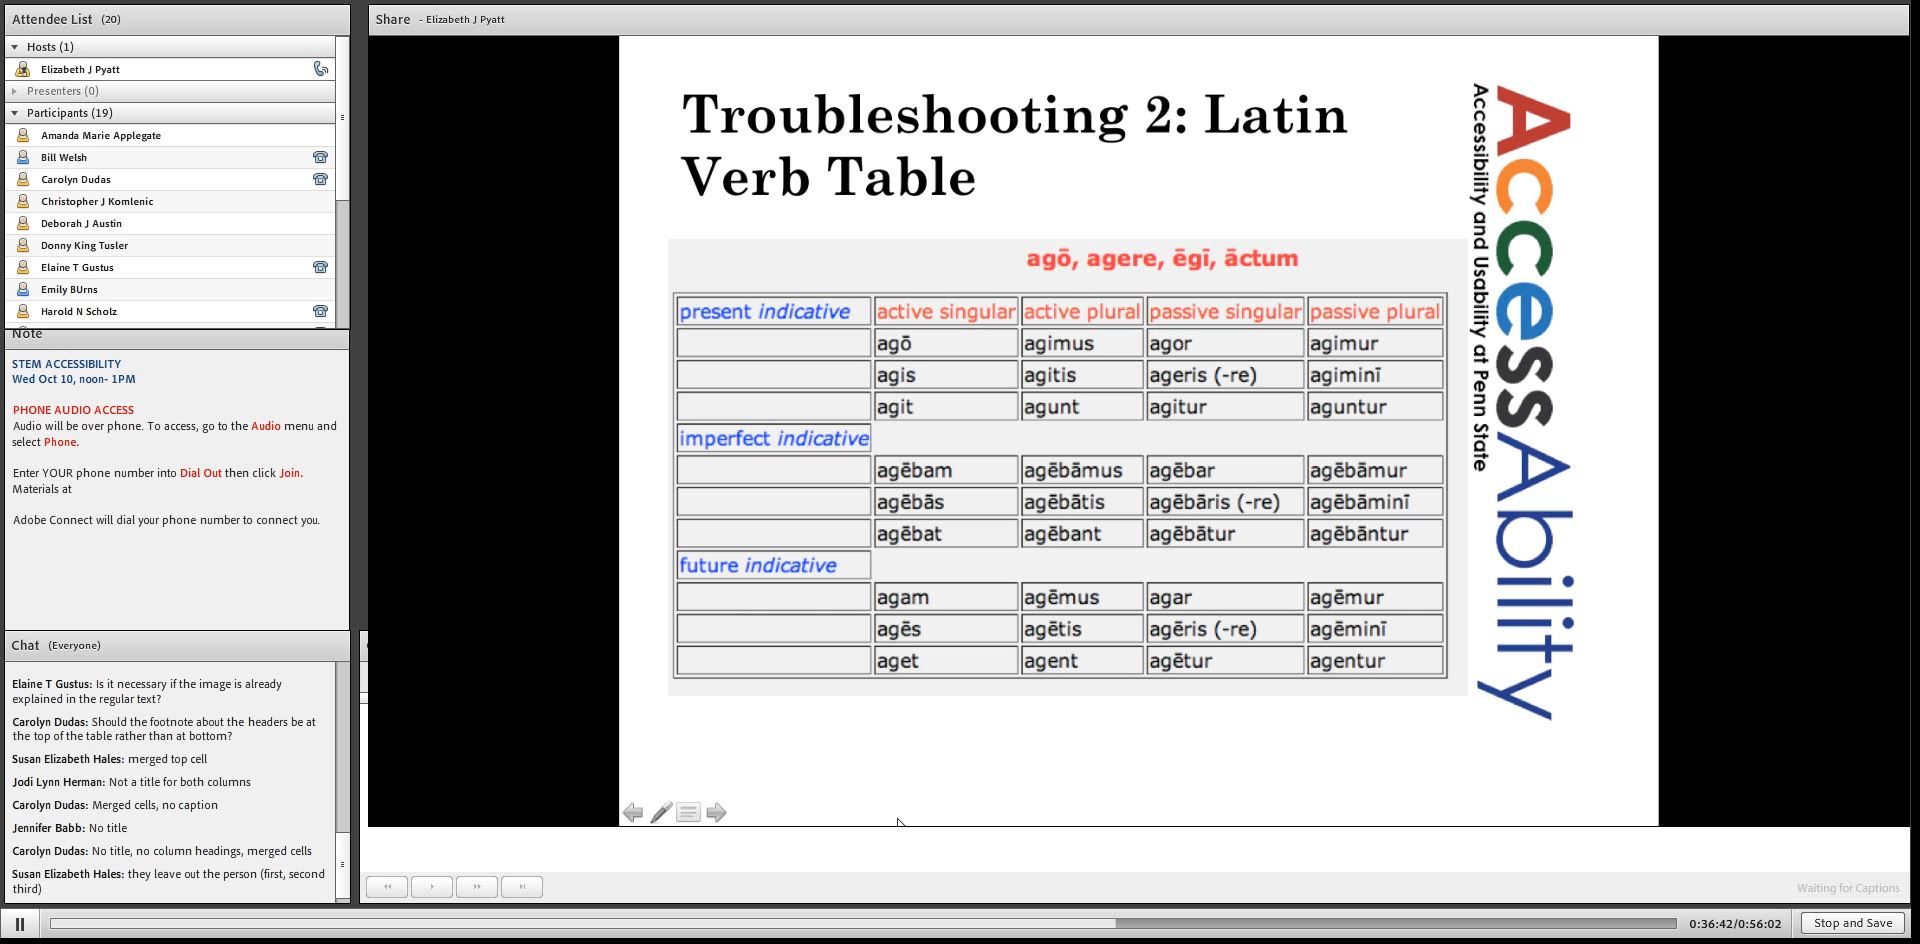 Attendee List (20)
Hosts (1)
Elizabeth J Pyatt
Presenters (0)
Participants (19)
Amanda Marie Applegate
Bill Welsh
Carolyn Dudas
Christopher J Komlenic
Deborah J Austin
Donny King Tusler
Elaine T Gustus
Emily BUrns
Harold N Scholz
Note
STEM ACCESSIBILITY
Wed Oct 10, noon- 1PM
PHONE AUDIO ACCESS
Audio will be over phone. To access, go to the Audio menu and
select Phone.
Enter YOUR phone number into Dial Out then click Join.
Materials at
Adobe Connect will dial your phone number to connect you.
Chat (Everyone)
Elaine T Gustus: Is it necessary if the image is already
explained in the regular text?
Carolyn Dudas: Should the footnote about the headers be at
the top of the table rather than at bottom?
Susan Elizabeth Hales: merged top cell
Jodi Lynn Herman: Not a title for both columns
Carolyn Dudas: Merged cells, no caption
Jennifer Babb: No title
Carolyn Dudas: No title, no column headings, merged cells
Susan Elizabeth Hales: they leave out the person (first, second
third)
Share - Elizabeth J Pyatt
Troubleshooting 2: Latin
Verb Table
agō, agere, ēgī, āctum
present indicative active singular active plural passive singular passive plural
agō agimus agor agimur
agis agitis ageris (-re) agiminī
agit agunt agitur aguntur
imperfect indicative
agēbam agēbāmus agēbar agēbāmur
agēbās agēbātis agēbāris (-re) agēbāminī
agēbat agēbant agēbātur agēbāntur
future indicative
agam agēmus agar agēmur
agēs agētis agēris (-re) agēminī
aget agent agētur agentur
AccessAbility
Accessibility and Usability at Penn State
Waiting for Captions
0:36:42/0:56:02
Stop and Save